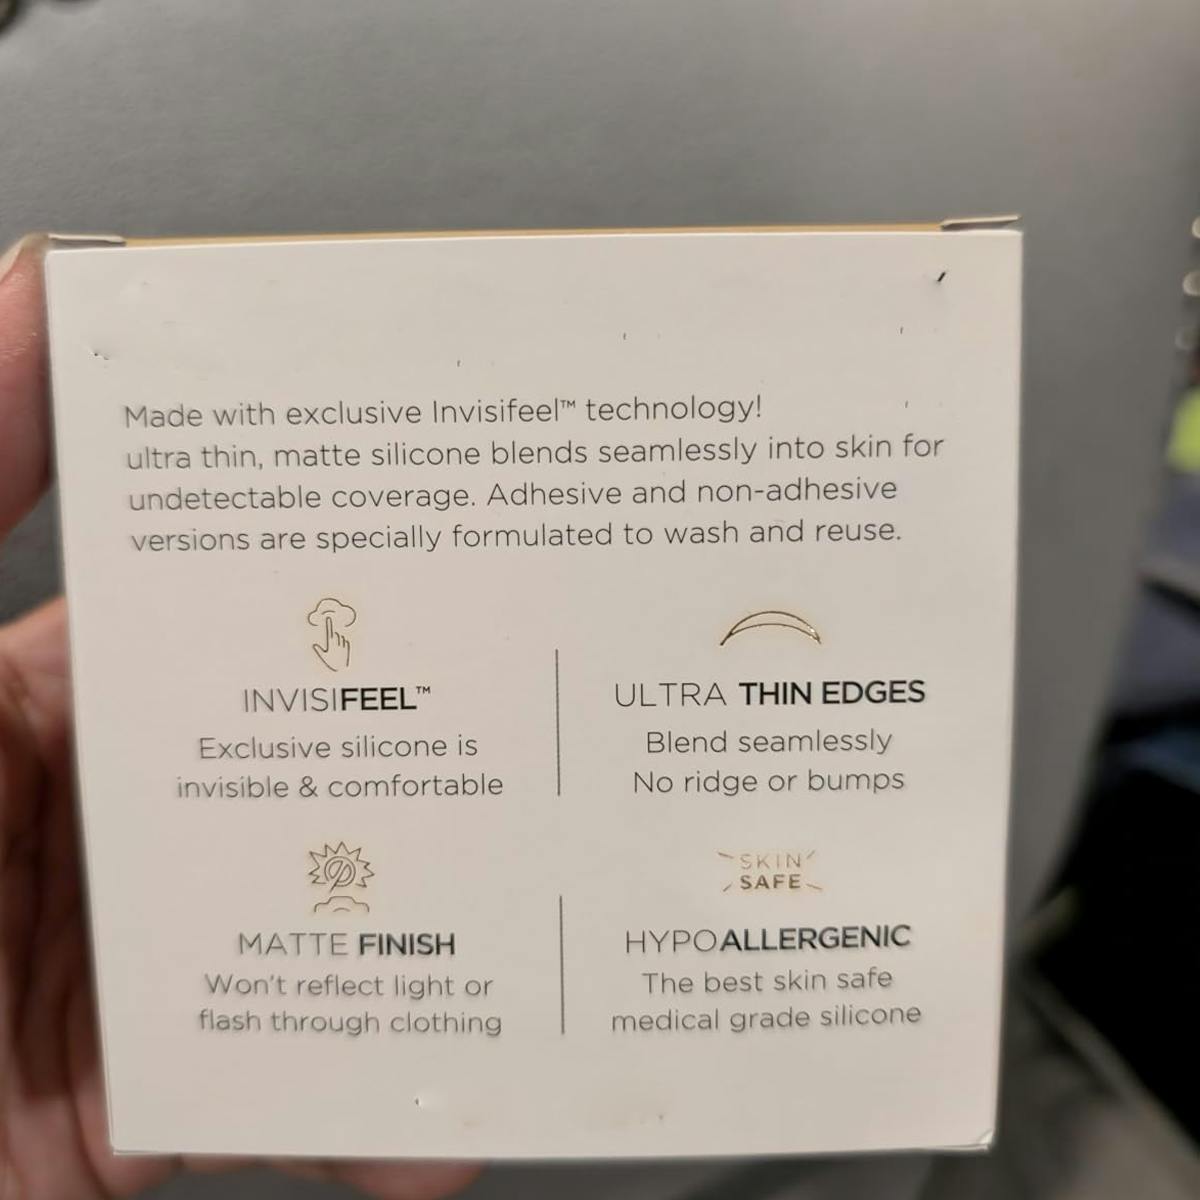 Made with exclusive Invisifeel™ technology!
ultra thin, matte silicone blends seamlessly into skin for
undetectable coverage. Adhesive and non-adhesive
versions are specially formulated to wash and reuse.
INVISIFEEL™
Exclusive silicone is
invisible & comfortable
ULTRA THIN EDGES
Blend seamlessly
No ridge or bumps
MATTE FINISH
Won't reflect light or
flash through clothing
SKIN
SAFE
HYPOALLERGENIC
The best skin safe
medical grade silicone